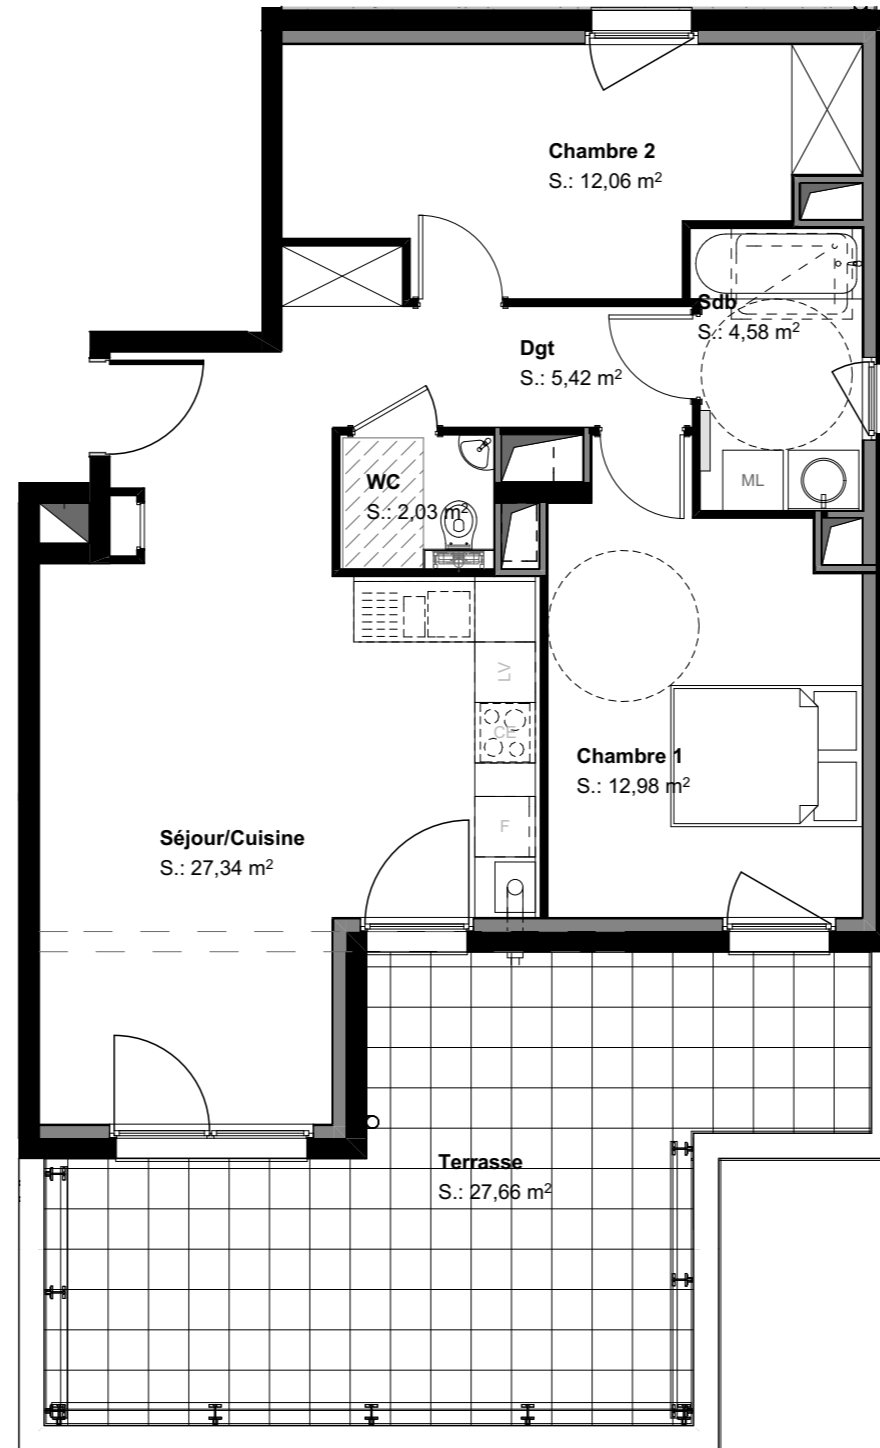 Chambre 2
S.: 12,06 m²
Sdb
S.: 4,58 m²
Dgt
S.: 5,42 m²
WC
S.: 2,03 m²
ML
LV
CE
Chambre 1
S.: 12,98 m²
F
Séjour/Cuisine
S.: 27,34 m²
Terrasse
S.: 27,66 m²